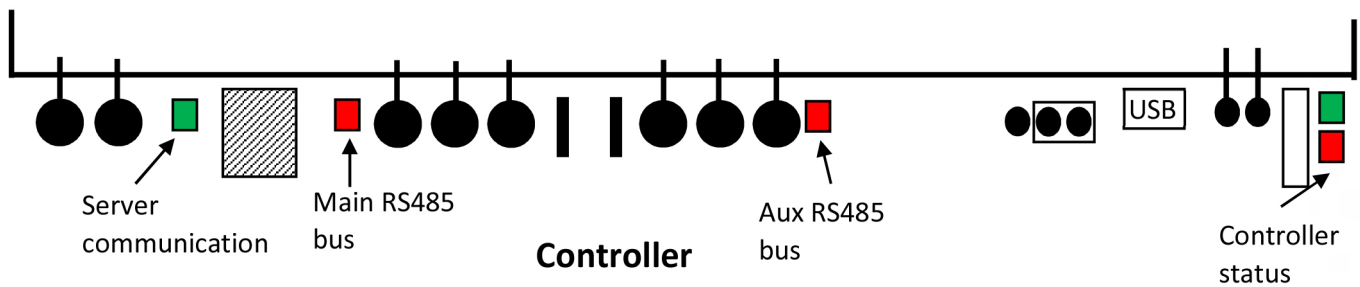 USB
Server
communication
Main RS485
bus
Controller
Aux RS485
bus
Controller
status